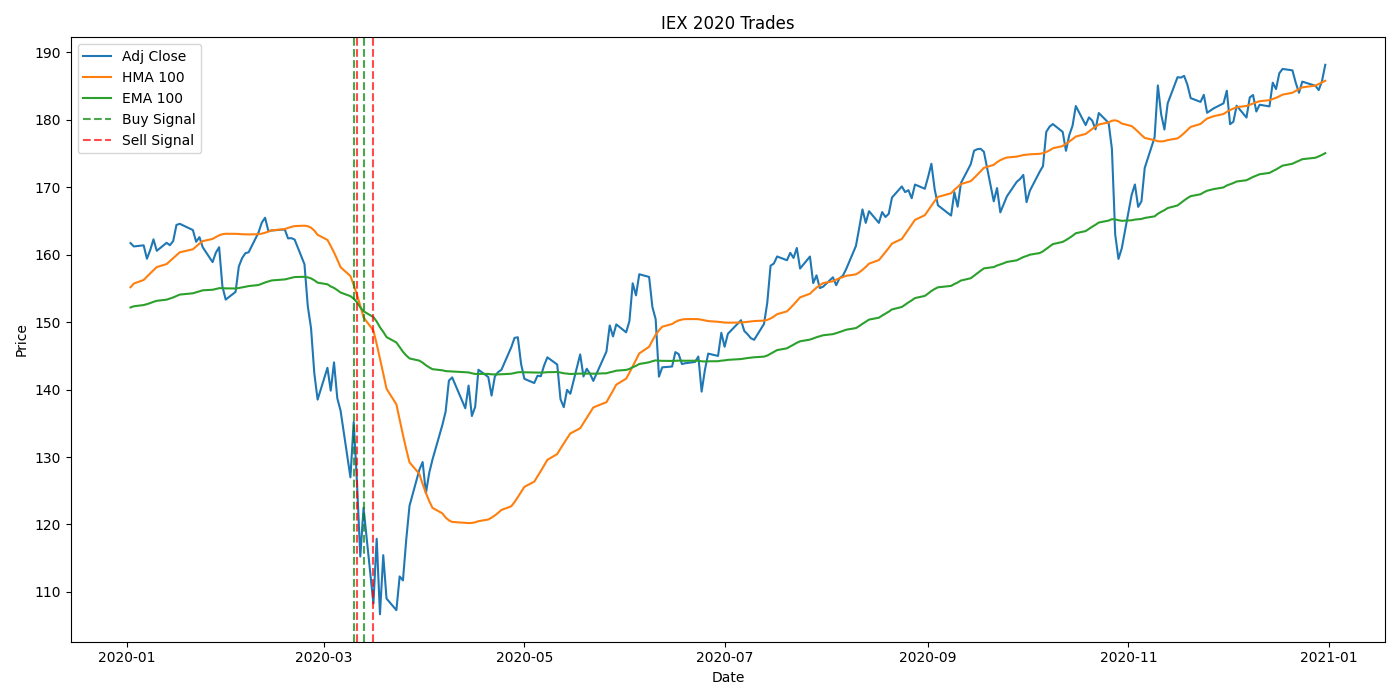 IEX 2020 Trades
Adj Close
HMA 100
EMA 100
Buy Signal
Sell Signal
Price
190
180
170
160
150
140
130
120
110
2020-01
2020-03
2020-05
2020-07
2020-09
2020-11
2021-01
Date